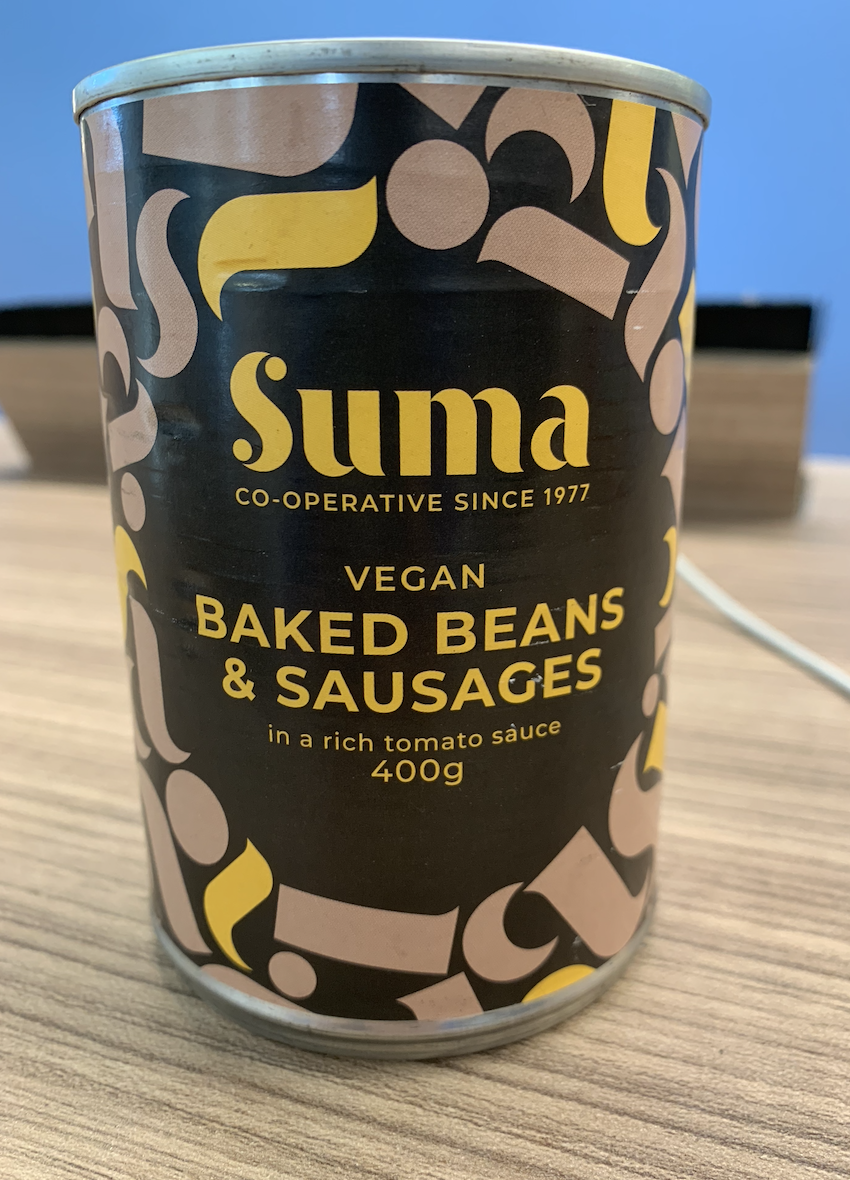 Suma
CO-OPERATIVE SINCE 1977
VEGAN
BAKED BEANS
& SAUSAGES
in a rich tomato sauce
400g